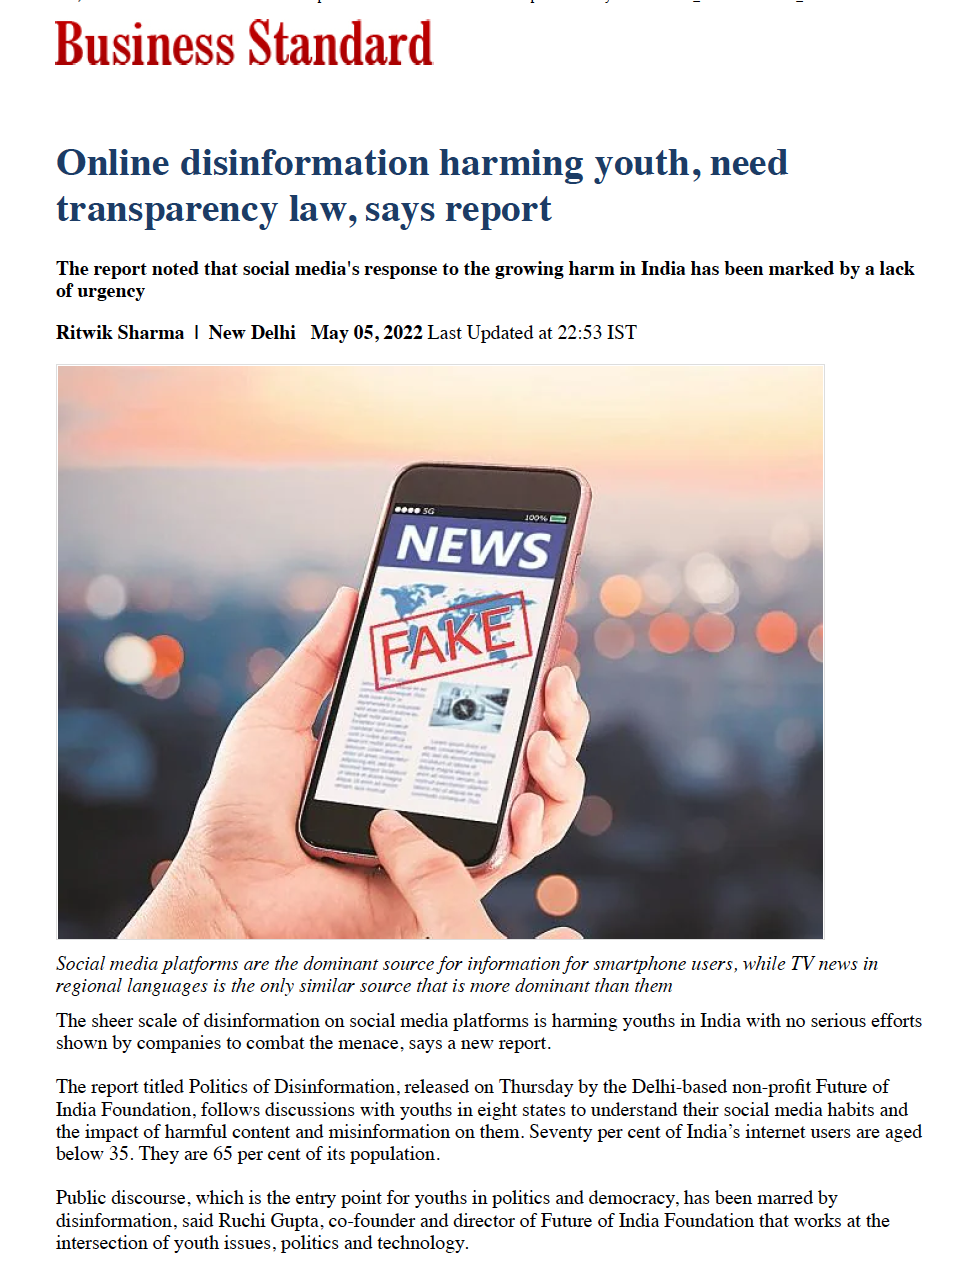 Business Standard
Online disinformation harming youth, need
transparency law, says report
The report noted that social media's response to the growing harm in India has been marked by a lack
of urgency
Ritwik Sharma | New Delhi May 05, 2022 Last Updated at 22:53 IST
5G 100%
NEWS
FAKE
Social media platforms are the dominant source for information for smartphone users, while TV news in
regional languages is the only similar source that is more dominant than them
The sheer scale of disinformation on social media platforms is harming youths in India with no serious efforts
shown by companies to combat the menace, says a new report.
The report titled Politics of Disinformation, released on Thursday by the Delhi-based non-profit Future of
India Foundation, follows discussions with youths in eight states to understand their social media habits and
the impact of harmful content and misinformation on them. Seventy per cent of India’s internet users are aged
below 35. They are 65 per cent of its population.
Public discourse, which is the entry point for youths in politics and democracy, has been marred by
disinformation, said Ruchi Gupta, co-founder and director of Future of India Foundation that works at the
intersection of youth issues, politics and technology.